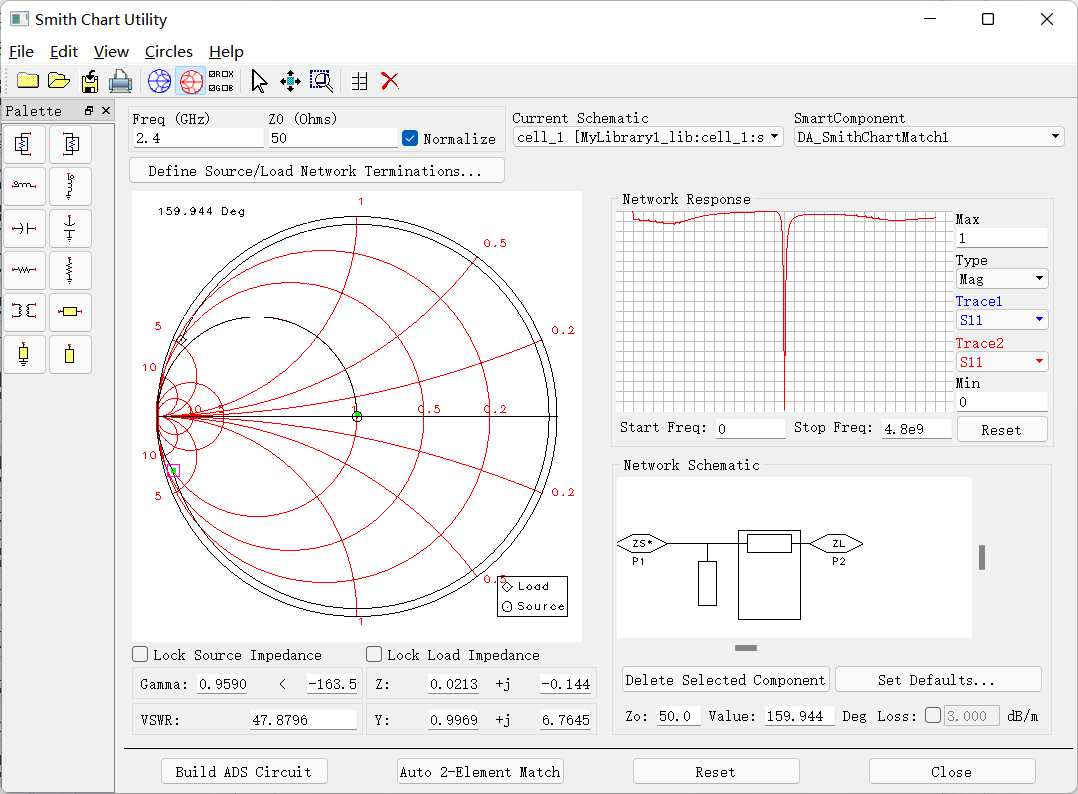 Smith Chart Utility
File Edit View Circles Help
Palette
Freq (GHz)
Z0 (Ohms)
2.4
50
Normalize
Current Schematic
cell_1 [MyLibrary1_lib:cell_1:s
SmartComponent
DA_SmithChartMatch1
Define Source/Load Network Terminations...
159.944 Deg
1
0.5
0.2
5
10
10
5
1
0.5
0.2
10
5
0.2
0.5
1
Load
Source
Network Response
Max
1
Type
Mag
Trace1
S11
Trace2
S11
Min
0
Start Freq: 0
Stop Freq: 4.8e9
Reset
Network Schematic
ZS*
P1
ZL
P2
Delete Selected Component
Set Defaults...
Zo: 50.0 Value: 159.944 Deg Loss: 3.000 dB/m
Lock Source Impedance
Lock Load Impedance
Gamma: 0.9590 < -163.5
Z: 0.0213 +j -0.144
VSWR: 47.8796
Y: 0.9969 +j 6.7645
Build ADS Circuit
Auto 2-Element Match
Reset
Close